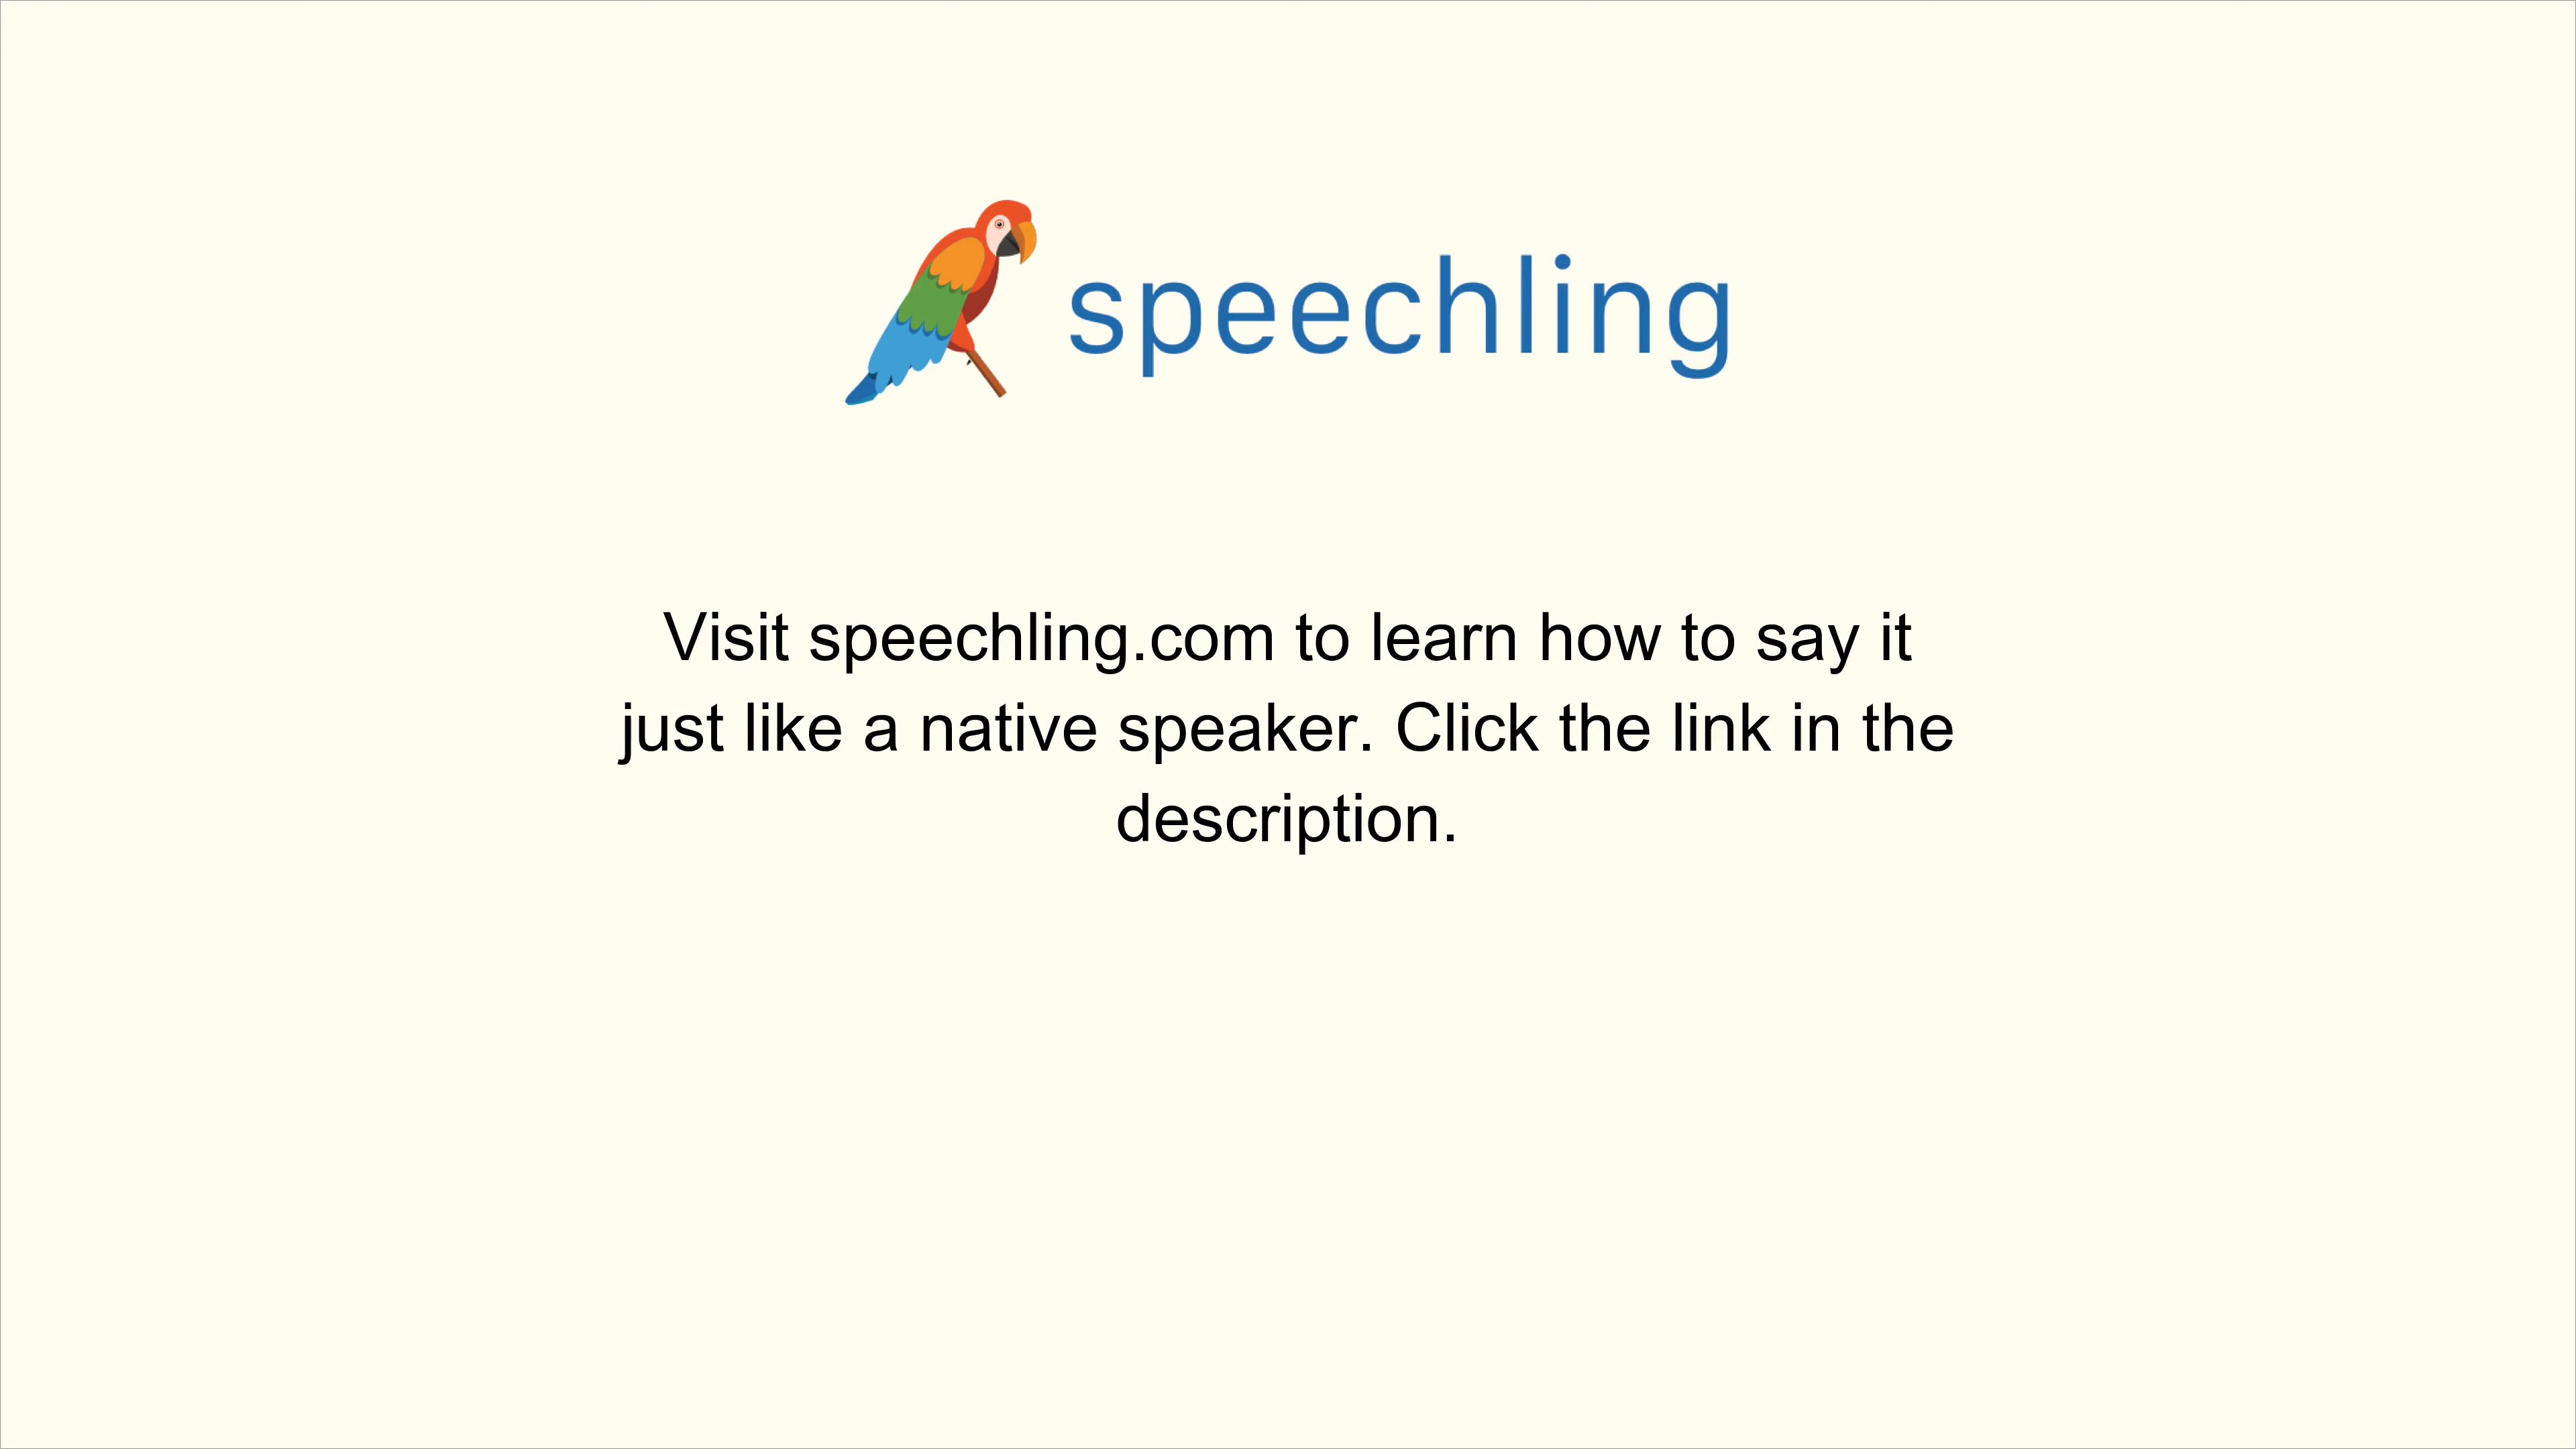 speechling
Visit speechling.com to learn how to say it
just like a native speaker. Click the link in the
description.